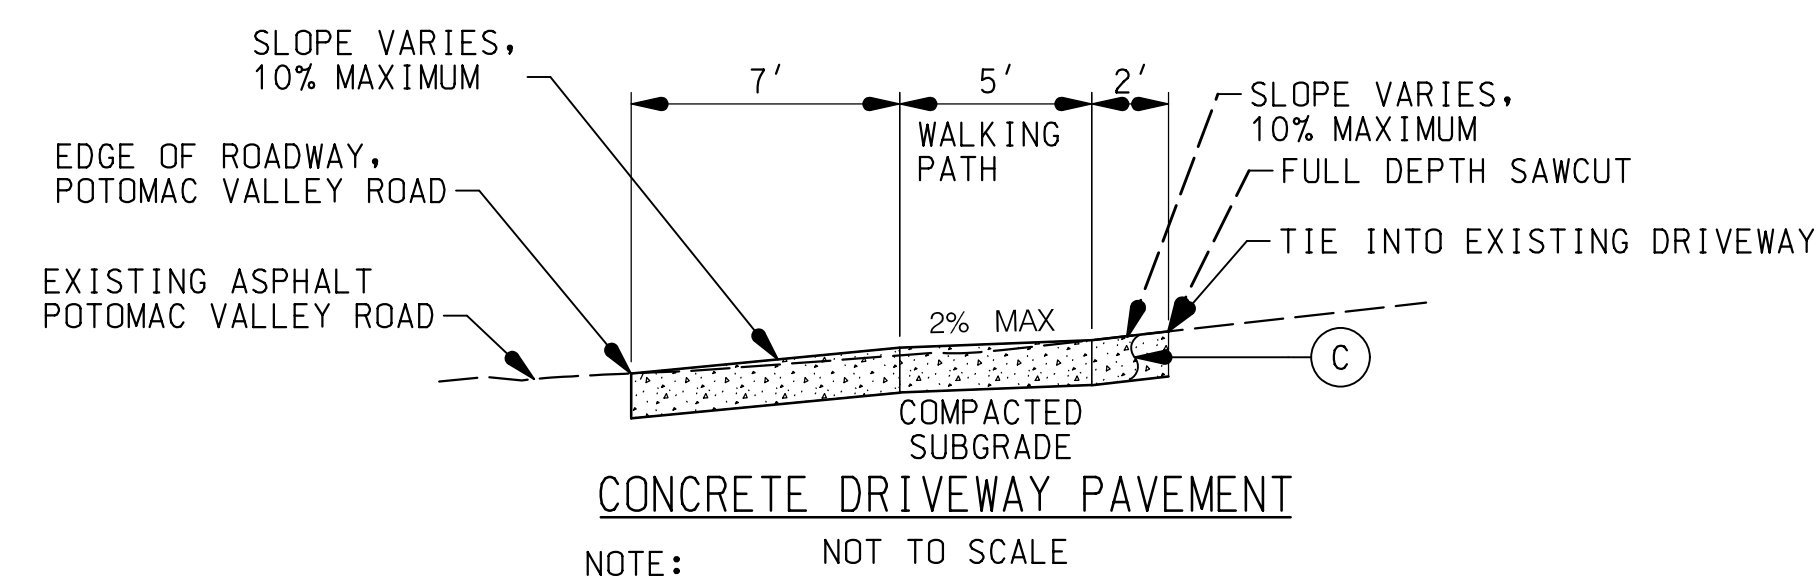 SLOPE VARIES,
10% MAXIMUM
7'
5'
2'
SLOPE VARIES,
10% MAXIMUM
WALKING
PATH
EDGE OF ROADWAY,
POTOMAC VALLEY ROAD
FULL DEPTH SAWCUT
TIE INTO EXISTING DRIVEWAY
EXISTING ASPHALT
POTOMAC VALLEY ROAD
2% MAX
C
COMPACTED
SUBGRADE
CONCRETE DRIVEWAY PAVEMENT
NOT TO SCALE
NOTE: